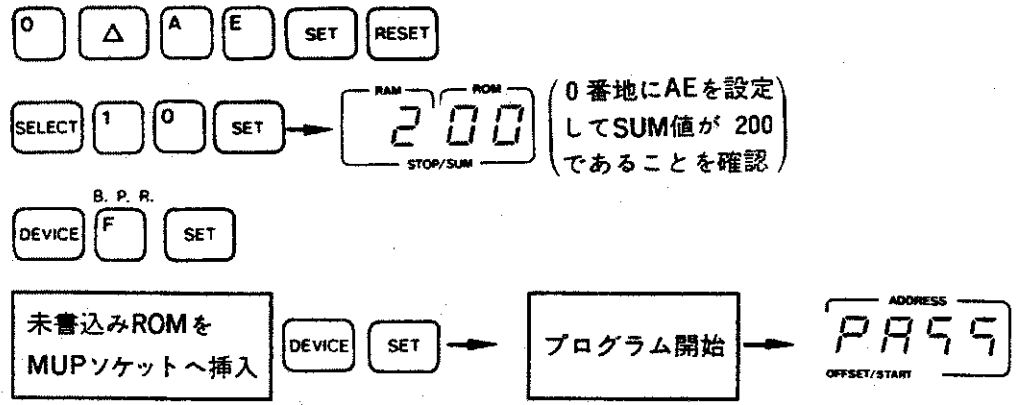 0 △ A E SET RESET
SELECT 1 0 SET
RAM ROM
200
STOP/SUM
0番地にAEを設定
してSUM値が 200
であることを確認
B. P. R.
DEVICE F SET
未書込みROMを
MUPソケットへ挿入
DEVICE SET
プログラム開始
ADDRESS
PASS
OFFSET/START